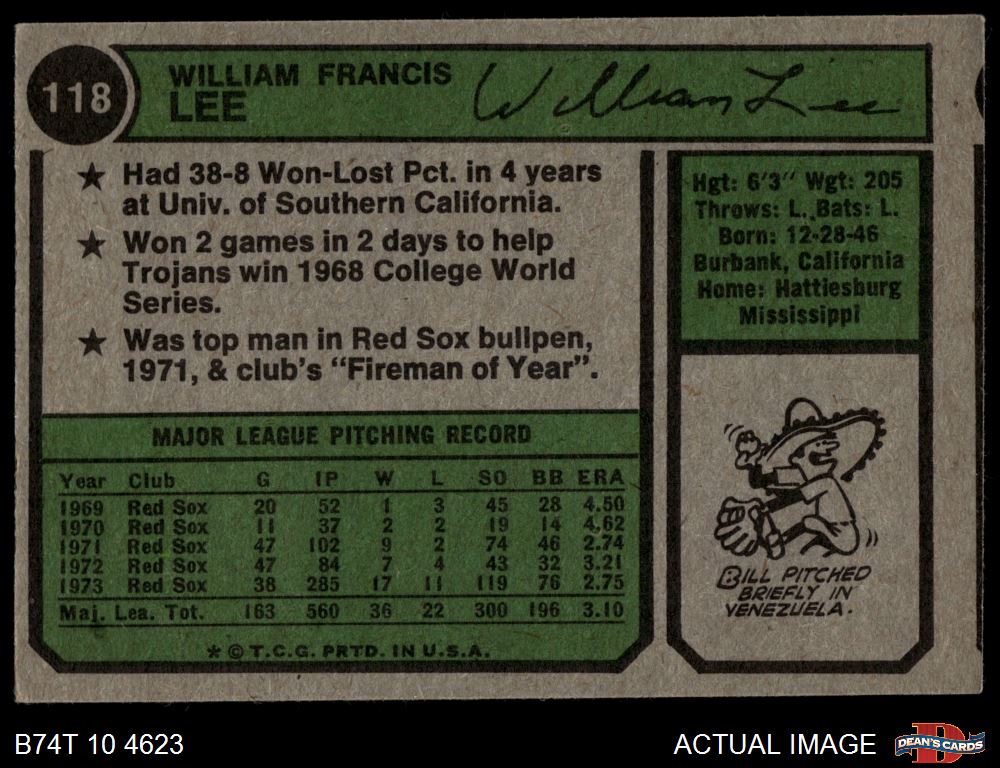 118
WILLIAM FRANCIS
LEE
William Lee
★ Had 38-8 Won-Lost Pct. in 4 years
at Univ. of Southern California.
★ Won 2 games in 2 days to help
Trojans win 1968 College World
Series.
★ Was top man in Red Sox bullpen,
1971, & club's "Fireman of Year".
Hgt: 6'3" Wgt: 205
Throws: L. Bats: L.
Born: 12-28-46
Burbank, California
Home: Hattiesburg
Mississippi
MAJOR LEAGUE PITCHING RECORD
Year Club G IP W L SO BB ERA
1969 Red Sox 20 52 1 3 45 28 4.50
1970 Red Sox 11 37 2 2 19 14 4.62
1971 Red Sox 47 102 9 2 74 46 2.74
1972 Red Sox 47 84 7 4 43 32 3.21
1973 Red Sox 38 285 17 11 119 76 2.75
Maj. Lea. Tot. 163 560 36 22 300 196 3.10
* © T.C.G. PRTD. IN U.S.A.
BILL PITCHED
BRIEFLY IN
VENEZUELA.
B74T 10 4623
ACTUAL IMAGE
DEAN'S CARDS